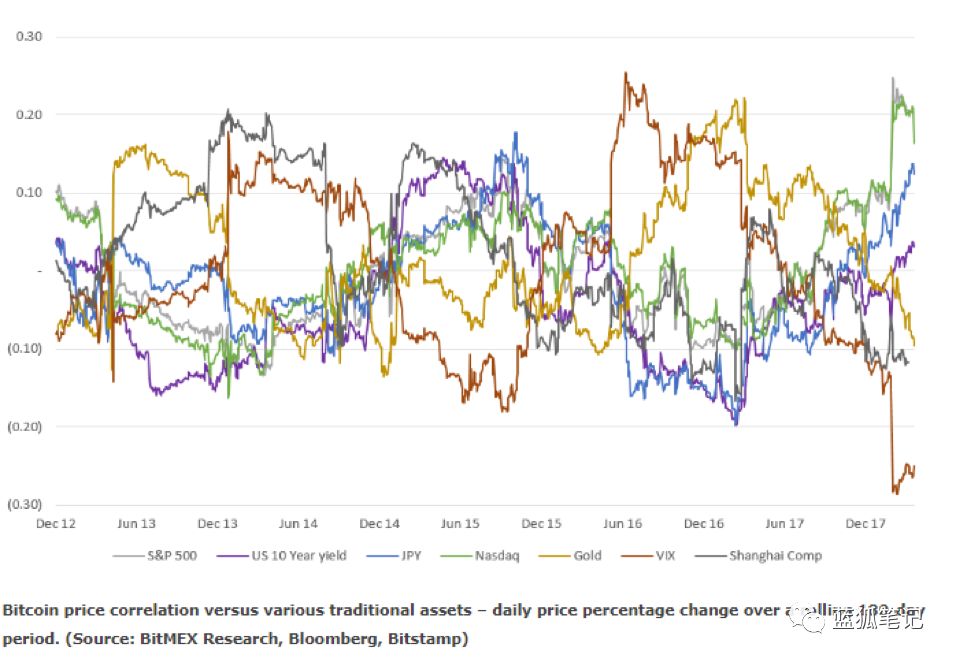 0.30
0.20
0.10
-
(0.10)
(0.20)
(0.30)
Dec 12 Jun 13 Dec 13 Jun 14 Dec 14 Jun 15 Dec 15 Jun 16 Dec 16 Jun 17 Dec 17
S&P 500 US 10 Year yield JPY Nasdaq Gold VIX Shanghai Comp
Bitcoin price correlation versus various traditional assets – daily price percentage change over a
period. (Source: BitMEX Research, Bloomberg, Bitstamp)
蓝狐笔记